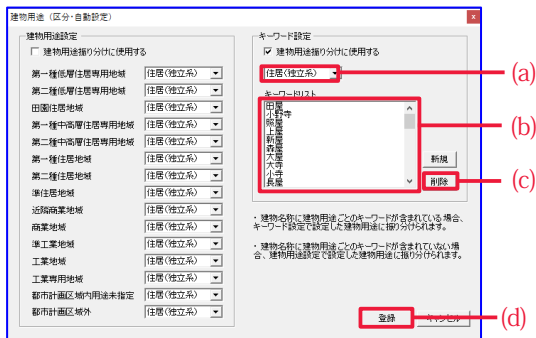 建物用途（区分・自動設定）
x
建物用途設定
建物用途振り分けに使用する
第一種低層住居専用地域 住居(独立系)
第二種低層住居専用地域 住居(独立系)
田園住居地域 住居(独立系)
第一種中高層住居専用地域 住居(独立系)
第二種中高層住居専用地域 住居(独立系)
第一種住居地域 住居(独立系)
第二種住居地域 住居(独立系)
準住居地域 住居(独立系)
近隣商業地域 住居(独立系)
商業地域 住居(独立系)
準工業地域 住居(独立系)
工業地域 住居(独立系)
工業専用地域 住居(独立系)
都市計画区域内用途未指定 住居(独立系)
都市計画区域外 住居(独立系)
キーワード設定
建物用途振り分けに使用する
住居(独立系)
(a)
キーワードリスト
田屋
小野寺
照屋
上屋
新屋
森屋
大屋
大寺
小寺
長屋
(b)
新規
削除
(c)
・建物名称に建物用途ごとのキーワードが含まれている場合、
キーワード設定で設定した建物用途に振り分けられます。
・建物名称に建物用途ごとのキーワードが含まれていない場
合、建物用途設定で設定した建物用途に振り分けられます。
登録
キャンセル
(d)